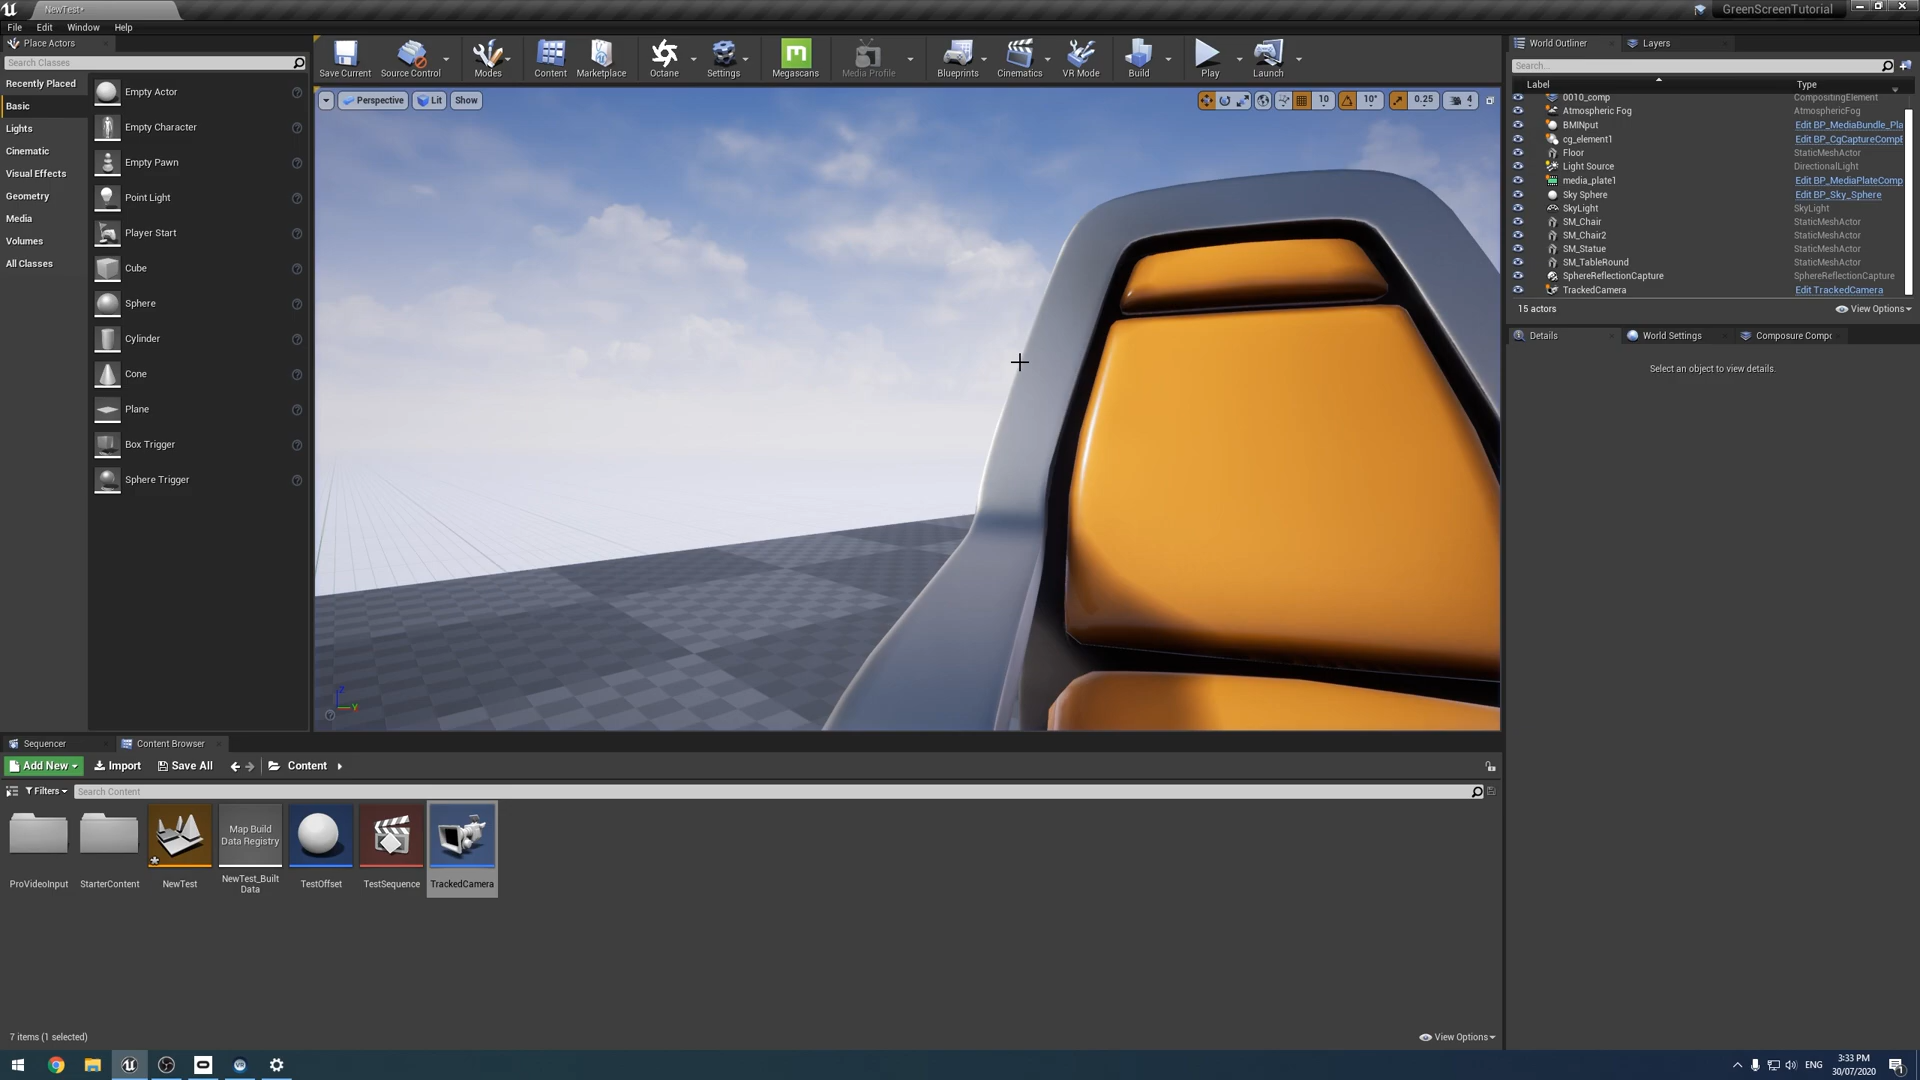 NewTest*
GreenScreenTutorial
File Edit Window Help
Place Actors
Search Classes
Recently Placed
Basic
Lights
Cinematic
Visual Effects
Geometry
Media
Volumes
All Classes
Empty Actor
Empty Character
Empty Pawn
Point Light
Player Start
Cube
Sphere
Cylinder
Cone
Plane
Box Trigger
Sphere Trigger
Save Current
Source Control
Modes
Content
Marketplace
Octane
Settings
Megascans
Media Profile
Blueprints
Cinematics
VR Mode
Build
Play
Launch
Perspective Lit Show
10 10° 0.25 4
World Outliner Layers
Search...
Label Type
0010_comp CompositingElement
Atmospheric Fog AtmosphericFog
BMINput Edit BP_MediaBundle_Pla
cg_element1 Edit BP_CgCaptureCompE
Floor StaticMeshActor
Light Source DirectionalLight
media_plate1 Edit BP_MediaPlateComp
Sky Sphere Edit BP_Sky_Sphere
SkyLight SkyLight
SM_Chair StaticMeshActor
SM_Chair2 StaticMeshActor
SM_Statue StaticMeshActor
SM_TableRound StaticMeshActor
SphereReflectionCapture SphereReflectionCapture
TrackedCamera Edit TrackedCamera
15 actors View Options
Details World Settings Composure Compo
Select an object to view details.
Sequencer Content Browser
Add New Import Save All Content
Filters Search Content
Map Build
Data Registry
ProVideoInput StarterContent NewTest NewTest_Built
Data TestOffset TestSequence TrackedCamera
7 items (1 selected) View Options
ENG
3:33 PM
30/07/2020